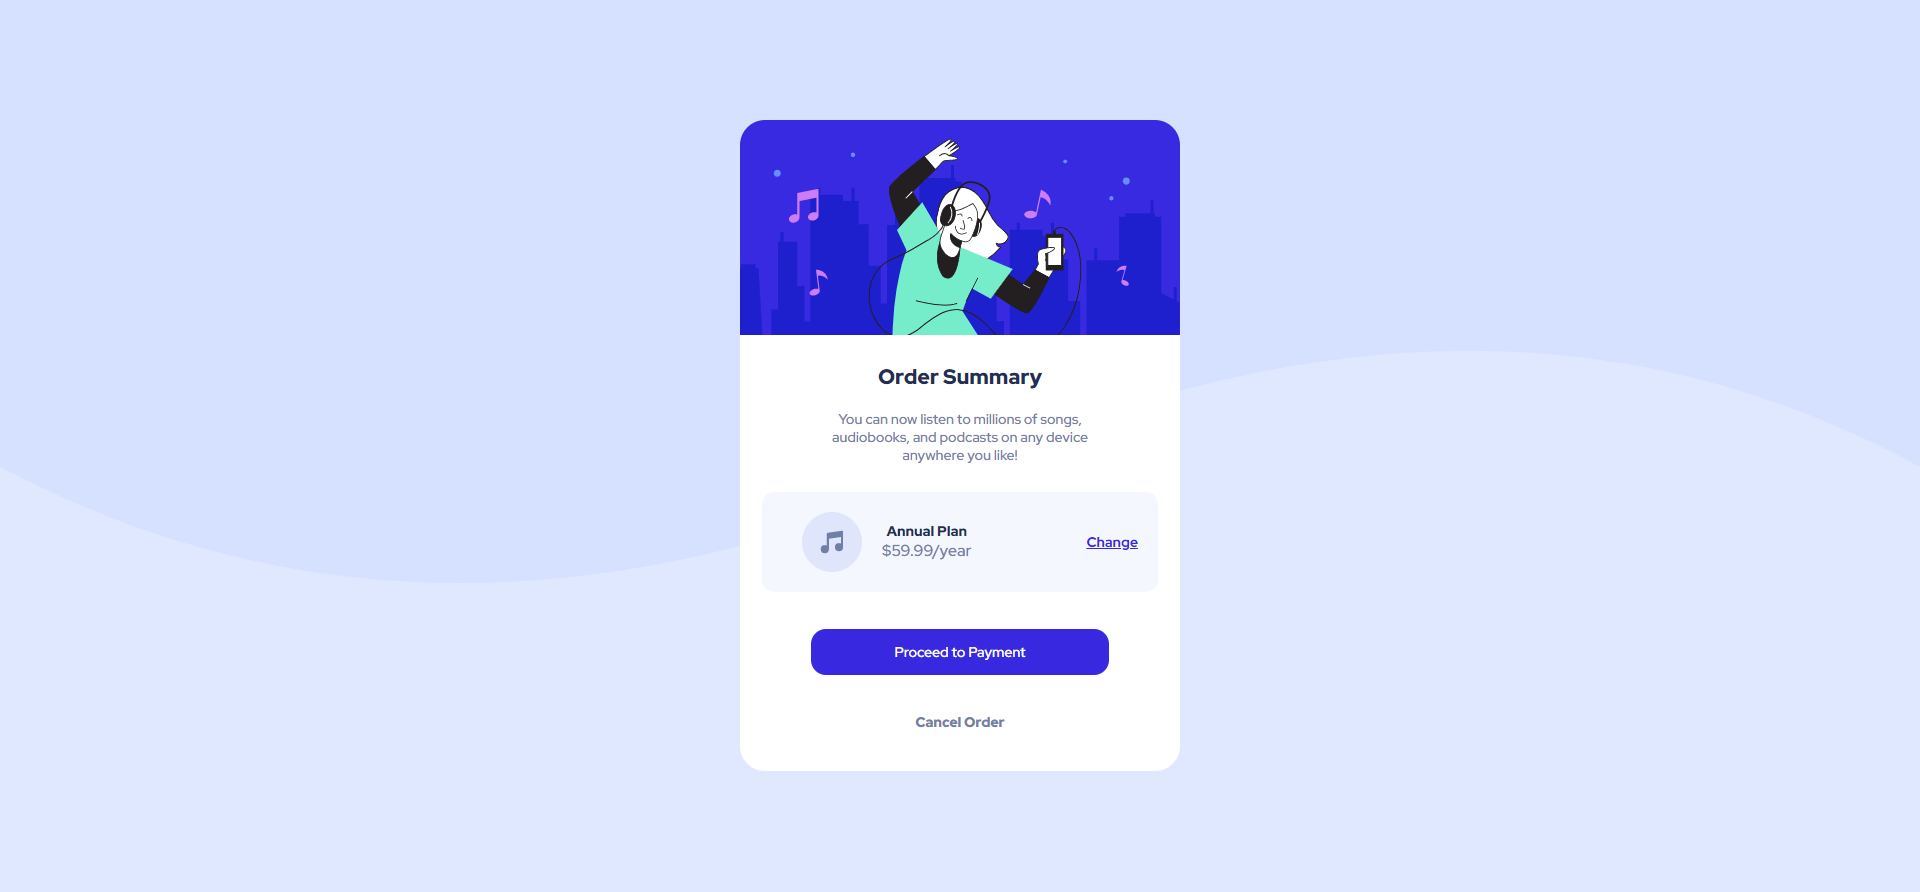 Order Summary
You can now listen to millions of songs,
audiobooks, and podcasts on any device
anywhere you like!
Annual Plan
$59.99/year
Change
Proceed to Payment
Cancel Order